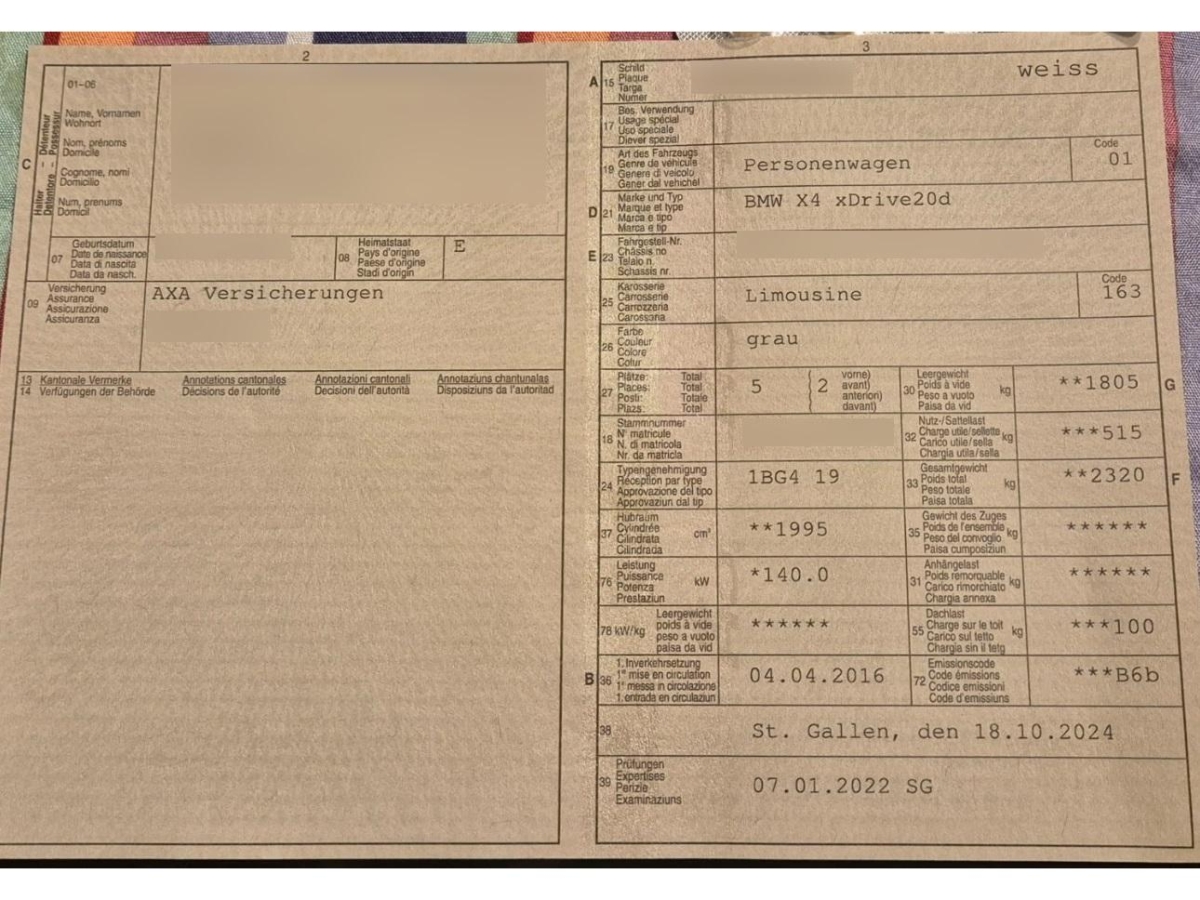 2
01-06
C
Halter - Détenteur
Detentore - Possessur
Name, Vornamen
Wohnort
Nom, prénoms
Domicile
Cognome, nomi
Domicilio
Num, prenums
Domicil
07
Geburtsdatum
Date de naissance
Data di nascita
Data da nasch.
08
Heimatstaat
Pays d'origine
Paese d'origine
Stadi d'origin
E
09
Versicherung
Assurance
Assicurazione
Assicuranza
AXA Versicherungen
13 Kantonale Vermerke Annotations cantonales Annotazioni cantonali Annotaziuns chantunalas
14 Verfügungen der Behörde Décisions de l'autorité Decisioni dell'autorità Disposiziuns da l'autoritad
3
A 15
Schild
Plaque
Targa
Numer
weiss
17
Bes. Verwendung
Usage spécial
Uso speciale
Diever spezial
19
Art des Fahrzeugs
Genre de véhicule
Genere di veicolo
Gener dal vehichel
Personenwagen
Code
01
D 21
Marke und Typ
Marque et type
Marca e tipo
Marca e tip
BMW X4 xDrive20d
E 23
Fahrgestell-Nr.
Châssis no
Telaio n.
Schassis nr.
25
Karosserie
Carrosserie
Carrozzeria
Carossaria
Limousine
Code
163
26
Farbe
Couleur
Colore
Colur
grau
27
Plätze: Total
Places: Total
Posti: Totale
Plazs: Total
5
2
vorne)
avant)
anteriori)
davant)
30
Leergewicht
Poids à vide
Peso a vuoto
Paisa da vid
kg
**1805
G
18
Stammnummer
N° matricule
N. di matricola
Nr. da matricla
32
Nutz-/Sattellast
Charge utile/sellette
Carico utile/sella
Chargia utila/sella
kg
***515
24
Typengenehmigung
Réception par type
Approvazione del tipo
Approvaziun dal tip
1BG4 19
33
Gesamtgewicht
Poids total
Peso totale
Paisa totala
kg
**2320
F
37
Hubraum
Cylindrée
Cilindrata
Cilindrada
cm³
**1995
35
Gewicht des Zuges
Poids de l'ensemble
Peso del convoglio
Paisa cumposiziun
kg
******
76
Leistung
Puissance
Potenza
Prestaziun
kW
*140.0
31
Anhängelast
Poids remorquable
Carico rimorchiato
Chargia annexa
kg
******
78 kW/kg
Leergewicht
poids à vide
peso a vuoto
paisa da vid
******
55
Dachlast
Charge sur le toit
Carico sul tetto
Chargia sin il tetg
kg
***100
B 36
1. Inverkehrsetzung
1re mise en circulation
1a messa in circolazione
1. entrada en circulaziun
04.04.2016
72
Emissionscode
Code émissions
Codice emissioni
Code d'emissiuns
***B6b
38
St. Gallen, den 18.10.2024
39
Prüfungen
Expertises
Perizie
Examinaziuns
07.01.2022 SG